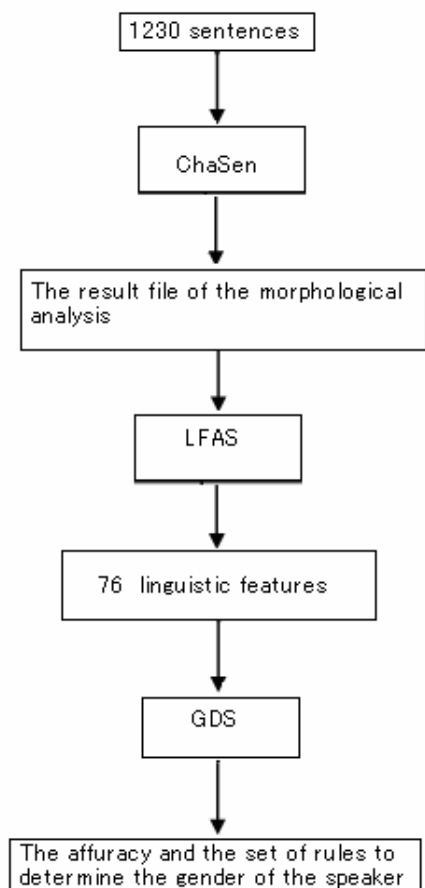 1230 sentences
ChaSen
The result file of the morphological
analysis
LFAS
76 linguistic features
GDS
The affuracy and the set of rules to
determine the gender of the speaker